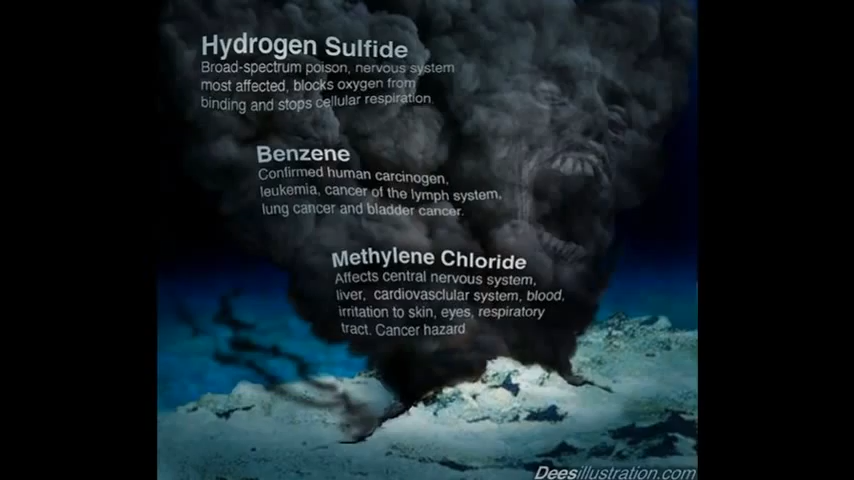 Hydrogen Sulfide
Broad-spectrum poison, nervous system
most affected, blocks oxygen from
binding and stops cellular respiration.
Benzene
Confirmed human carcinogen,
leukemia, cancer of the lymph system,
lung cancer and bladder cancer.
Methylene Chloride
Affects central nervous system,
liver, cardiovasclular system, blood,
irritation to skin, eyes, respiratory
tract. Cancer hazard
Deesillustration.com